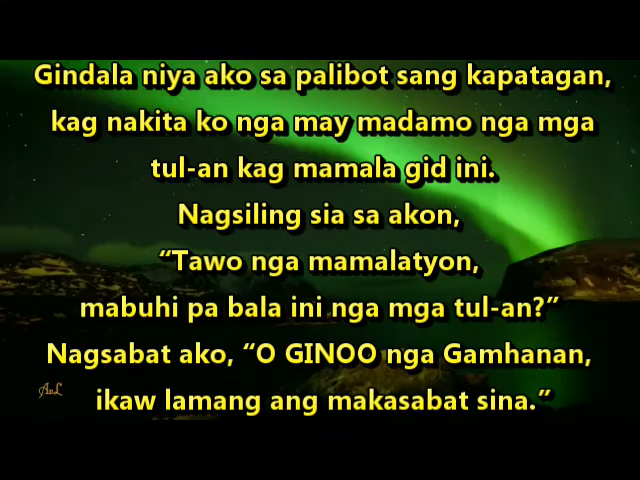 Gindala niya ako sa palibot sang kapatagan,
kag nakita ko nga may madamo nga mga
tul-an kag mamala gid ini.
Nagsiling sia sa akon,
“Tawo nga mamalatyon,
mabuhi pa bala ini nga mga tul-an?”
Nagsabat ako, “O GINOO nga Gamhanan,
ikaw lamang ang makasabat sina.”